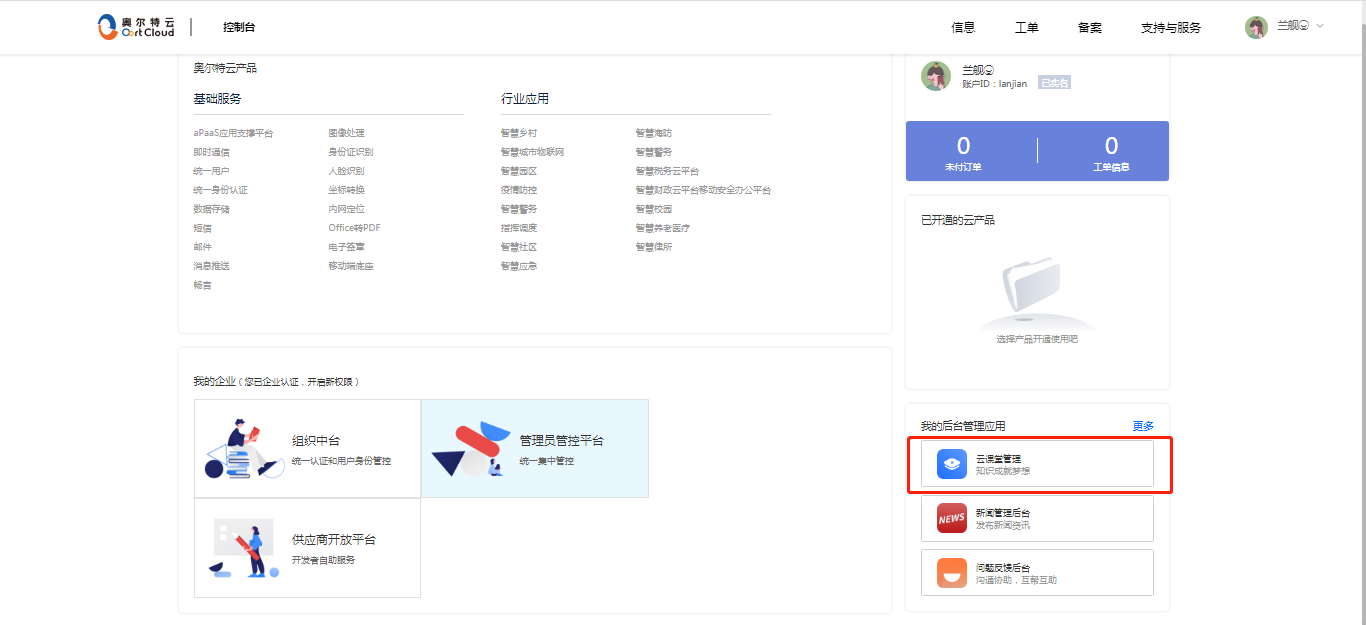 奥尔特云
Oort Cloud
控制台
信息
工单
备案
支持与服务
兰舰
奥尔特云产品
基础服务
aPaaS应用支撑平台
图像处理
即时通信
身份证识别
统一用户
人脸识别
统一身份认证
坐标转换
数据存储
内网定位
短信
Office转PDF
邮件
电子签章
消息推送
移动端底座
畅言
行业应用
智慧乡村
智慧海防
智慧城市物联网
智慧警务
智慧园区
智慧税务云平台
疫情防控
智慧财政云平台移动安全办公平台
智慧警务
智慧校园
指挥调度
智慧养老医疗
智慧社区
智慧律所
智慧应急
我的企业（您已企业认证，开启新权限）
组织中台
统一认证和用户身份管控
管理员管控平台
统一集中管控
供应商开放平台
开发者自助服务
兰舰
账户ID：lanjian
已实名
0
未付订单
0
工单信息
已开通的云产品
选择产品开通使用吧
我的后台管理应用
更多
云课堂管理
知识成就梦想
NEWS
新闻管理后台
发布新闻资讯
问题反馈后台
沟通协助，互帮互助